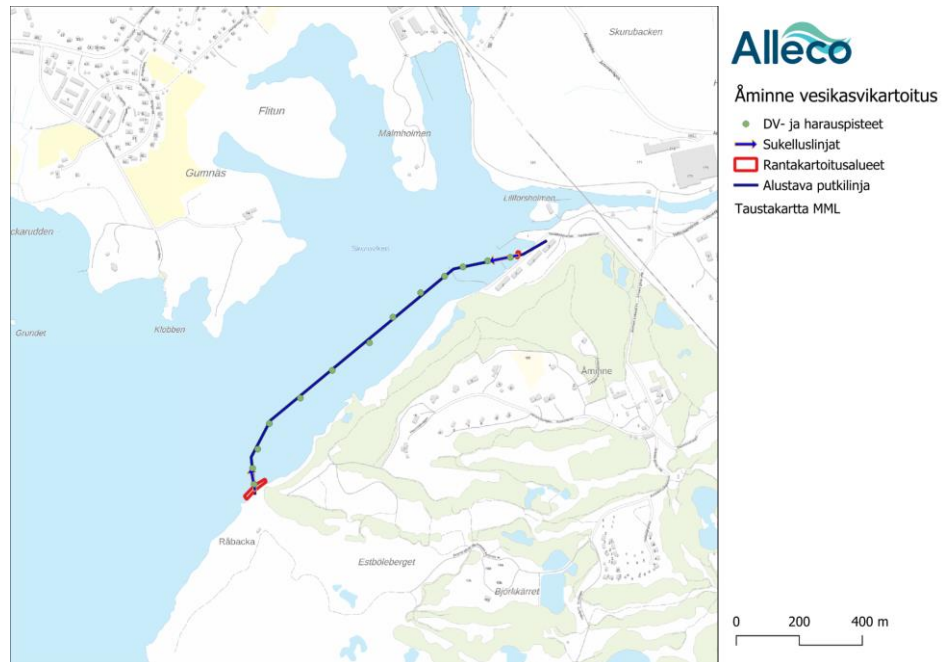 Skurubacken
Flitun
Malmholmen
Gumnäs
Lillforsholmen
Klobben
Grundet
Åminne
Råbacka
Estböleberget
Björkkärret
Alleco
Åminne vesikasvikartoitus
DV- ja harauspisteet
Sukelluslinjat
Rantakartoitusalueet
Alustava putkilinja
Taustakartta MML
0 200 400 m